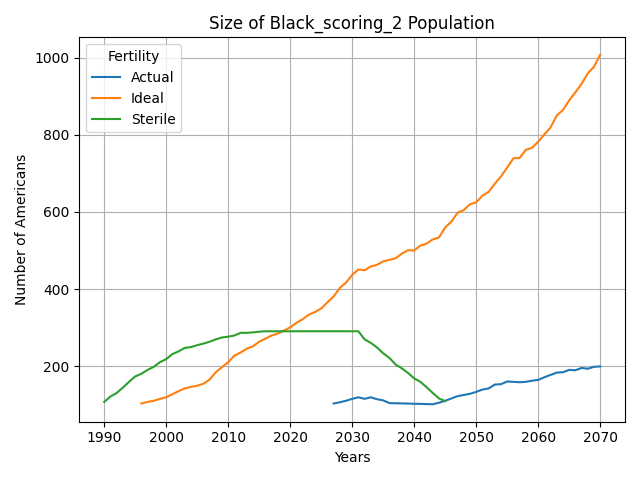 Size of Black_scoring_2 Population
Fertility
Actual
Ideal
Sterile
Number of Americans
1000
800
600
400
200
1990 2000 2010 2020 2030 2040 2050 2060 2070
Years